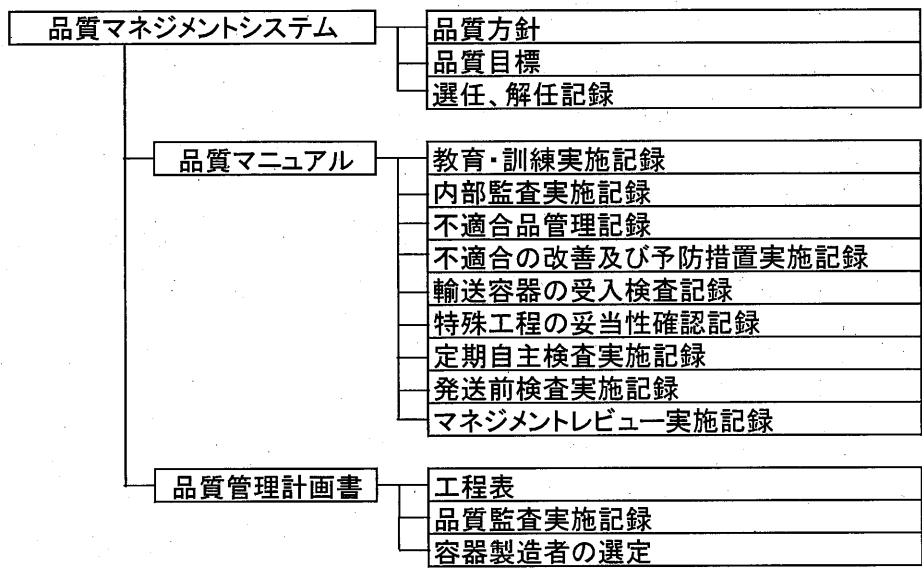 品質マネジメントシステム
品質方針
品質目標
選任、解任記録
品質マニュアル
教育・訓練実施記録
内部監査実施記録
不適合品管理記録
不適合の改善及び予防措置実施記録
輸送容器の受入検査記録
特殊工程の妥当性確認記録
定期自主検査実施記録
発送前検査実施記録
マネジメントレビュー実施記録
品質管理計画書
工程表
品質監査実施記録
容器製造者の選定